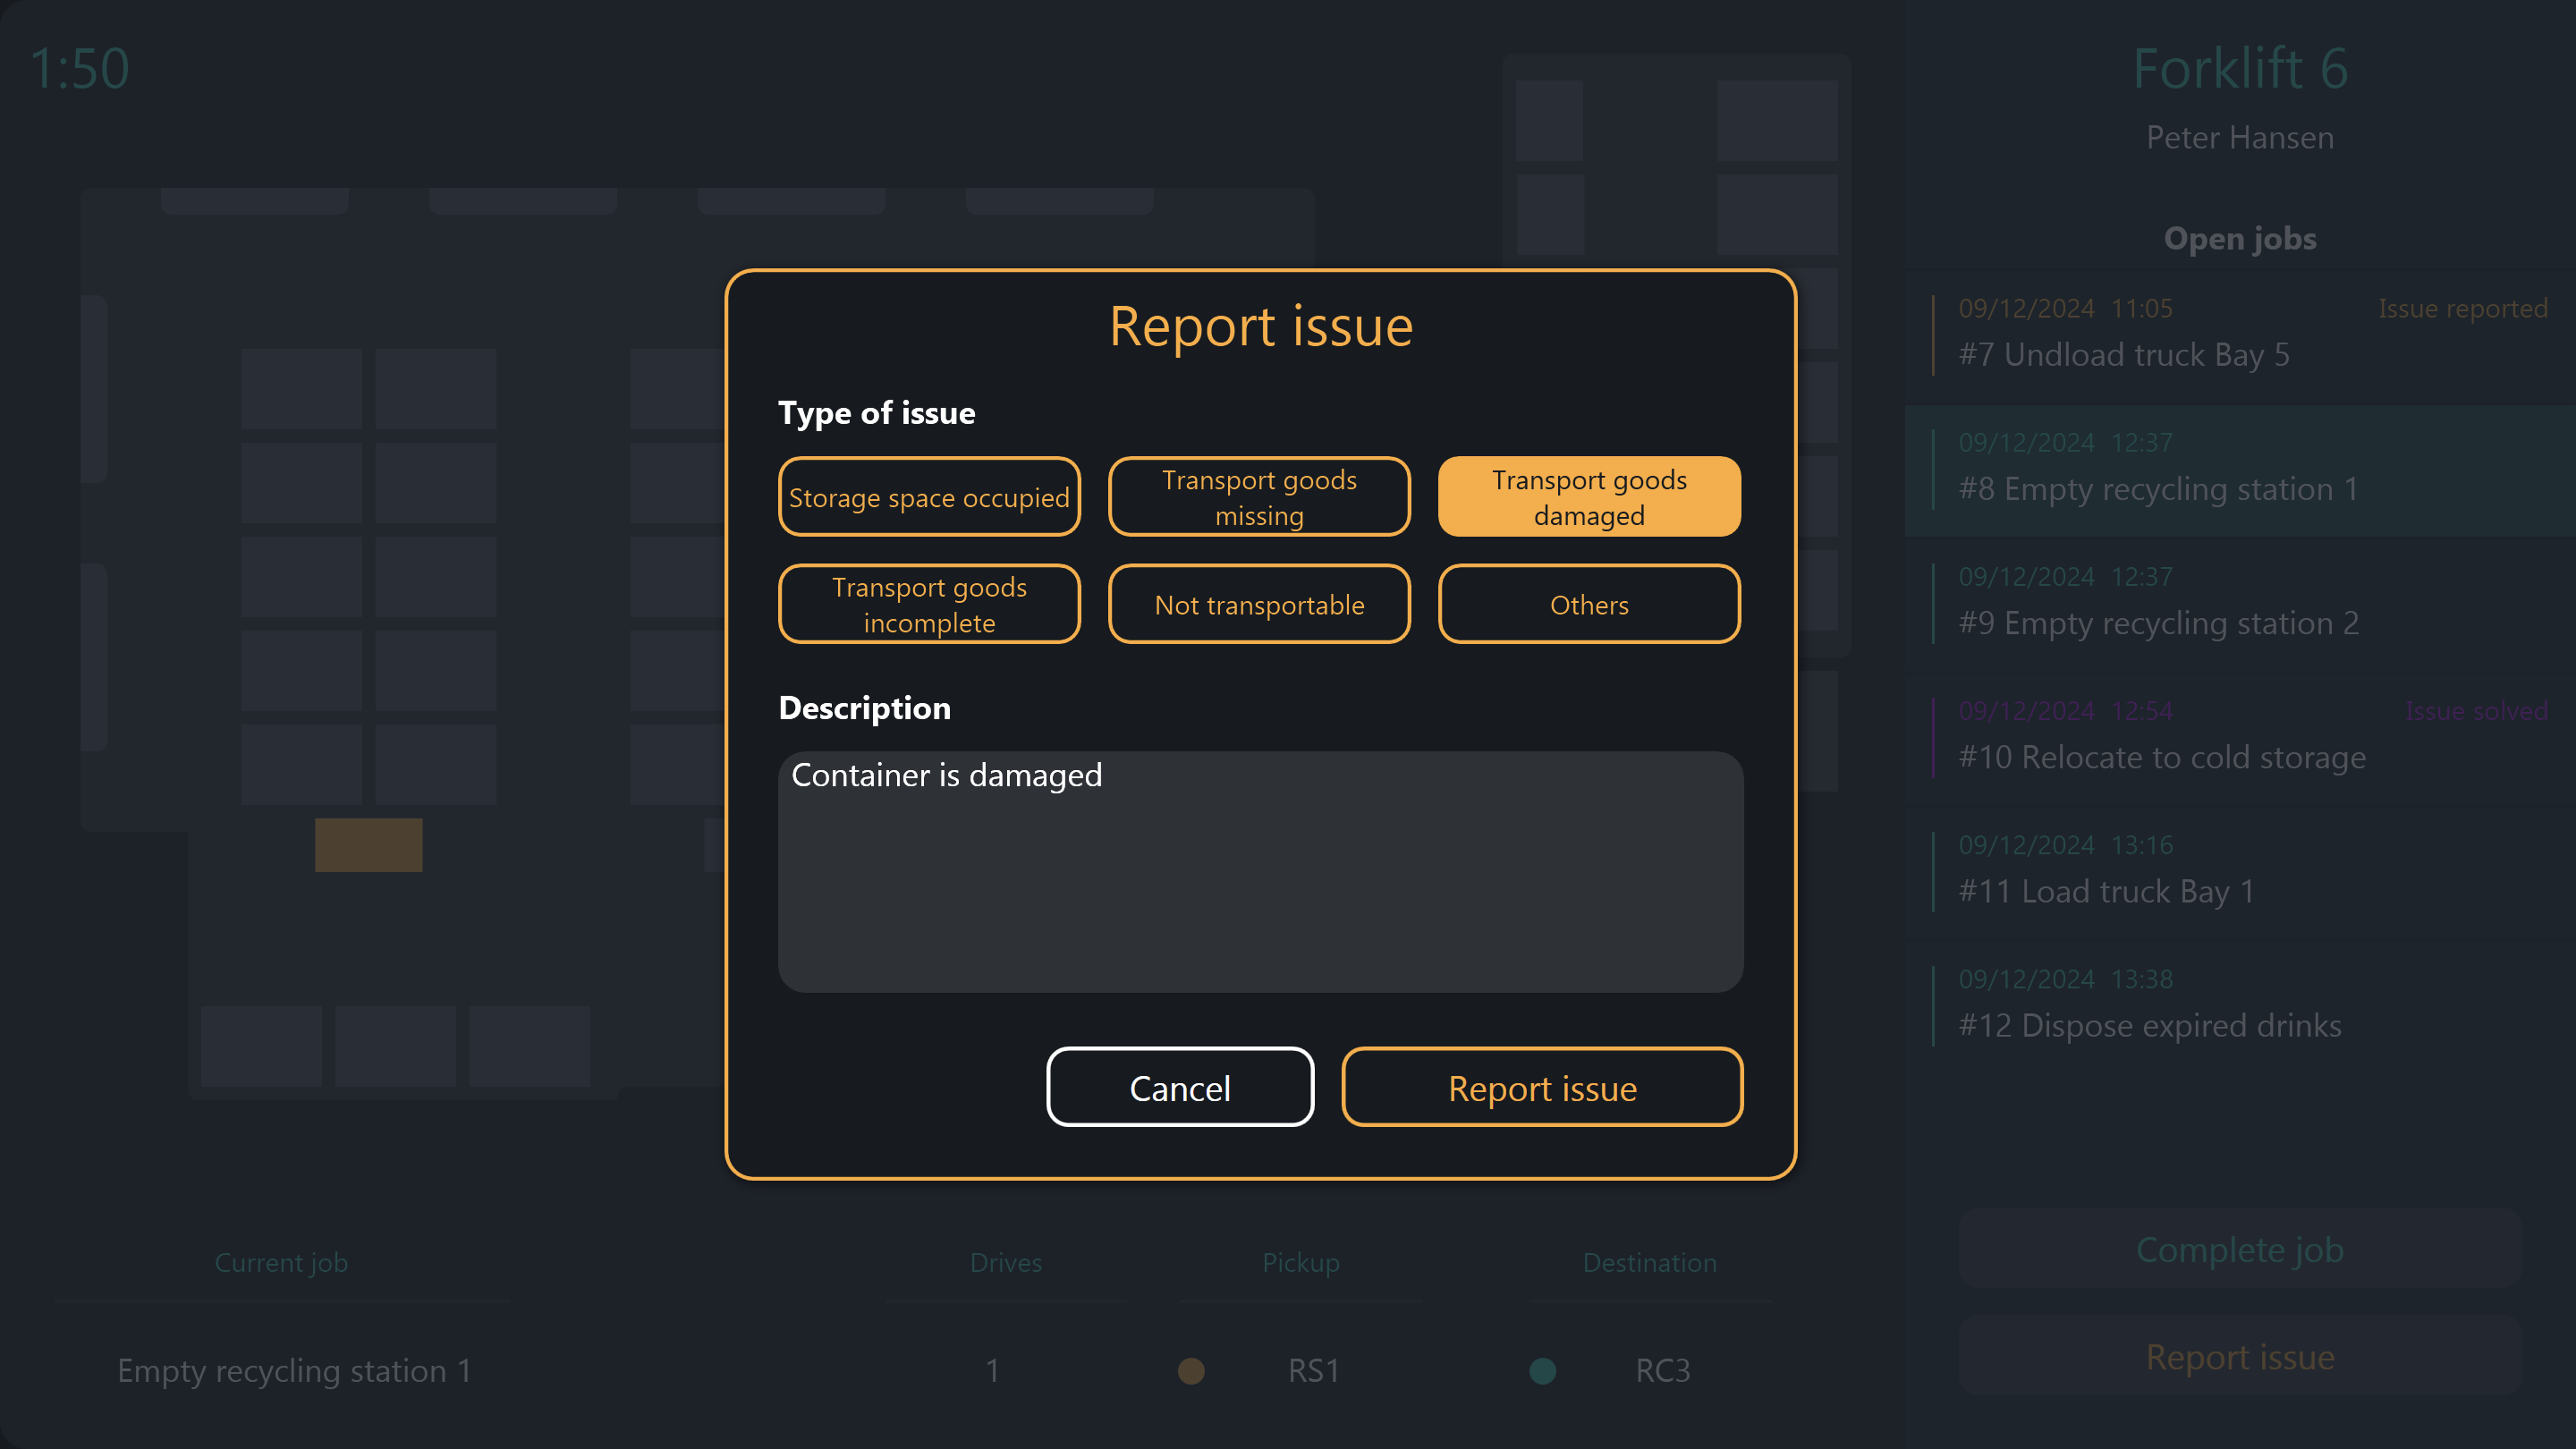 1:50
Forklift 6
Peter Hansen
Open jobs
09/12/2024 11:05 Issue reported
#7 Undload truck Bay 5
09/12/2024 12:37
#8 Empty recycling station 1
09/12/2024 12:37
#9 Empty recycling station 2
09/12/2024 12:54 Issue solved
#10 Relocate to cold storage
09/12/2024 13:16
#11 Load truck Bay 1
09/12/2024 13:38
#12 Dispose expired drinks
Report issue
Type of issue
Storage space occupied
Transport goods
missing
Transport goods
damaged
Transport goods
incomplete
Not transportable
Others
Description
Container is damaged
Cancel
Report issue
Current job
Drives
Pickup
Destination
Empty recycling station 1
1
RS1
RC3
Complete job
Report issue